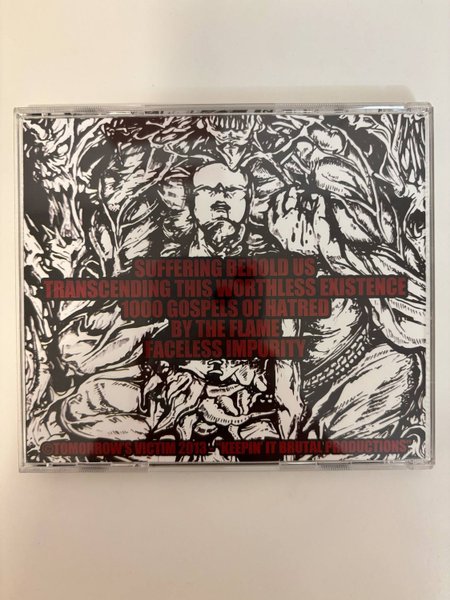 SUFFERING BEHOLD US
TRANSCENDING THIS WORTHLESS EXISTENCE
1000 GOSPELS OF HATRED
BY THE FLAME
FACELESS IMPURITY
©TOMORROW'S VICTIM 2013 - "KEEPIN' IT BRUTAL PRODUCTIONS"